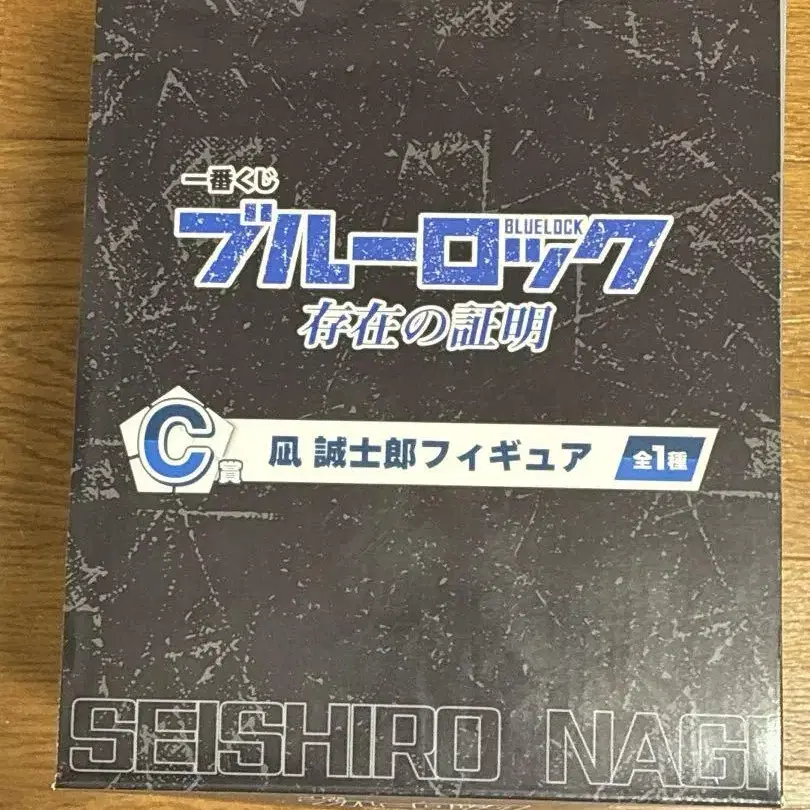 一番くじ
ブルーロック
BLUELOCK
存在の証明
C賞
凪 誠士郎フィギュア
全1種
SEISHIRO NAGI